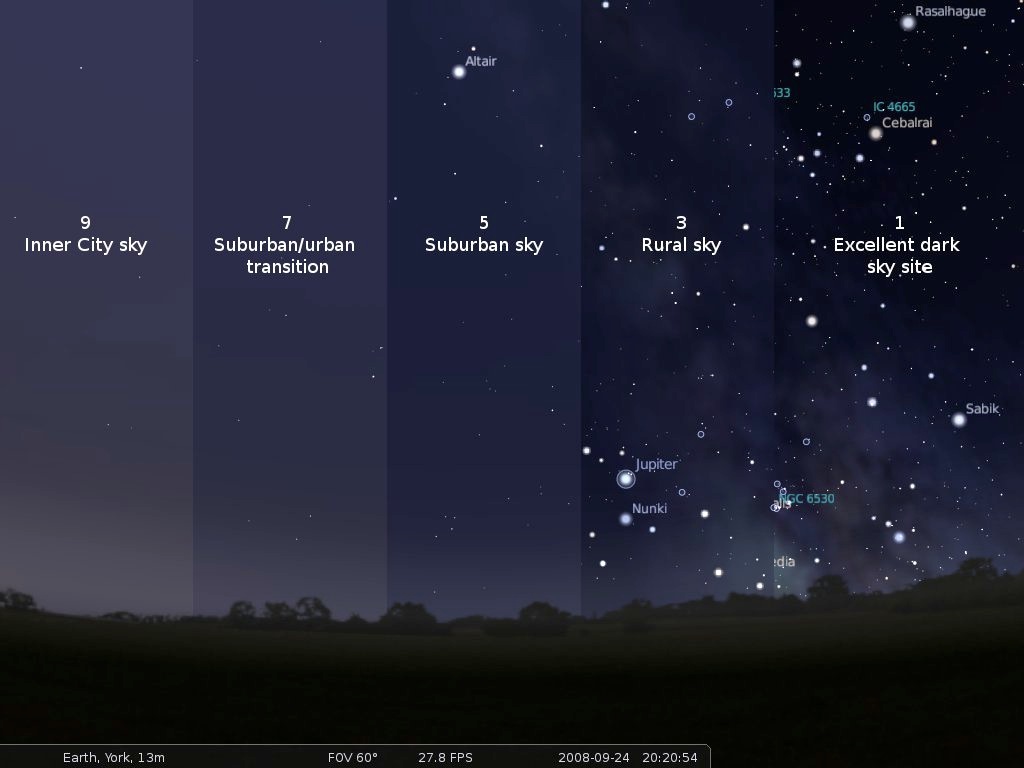 Rasalhague
Altair
633
IC 4665
Cebalrai
9
Inner City sky
7
Suburban/urban
transition
5
Suburban sky
3
Rural sky
1
Excellent dark
sky site
Sabik
Jupiter
NGC 6530
alis
Nunki
edia
Earth, York, 13m
FOV 60°
27.8 FPS
2008-09-24 20:20:54